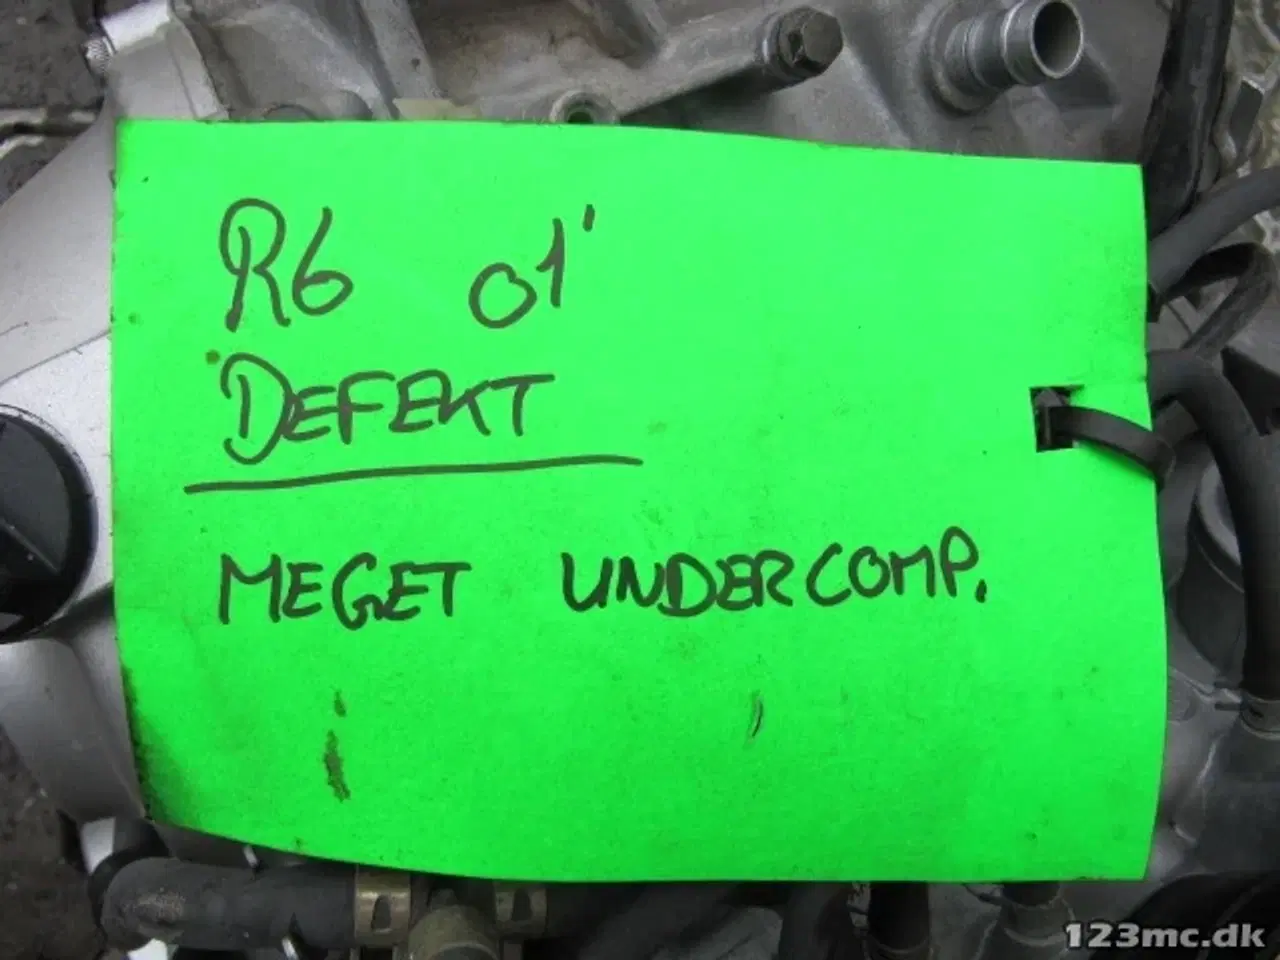 R6 01'
DEFEKT
MEGET UNDERCOMP.
123mc.dk